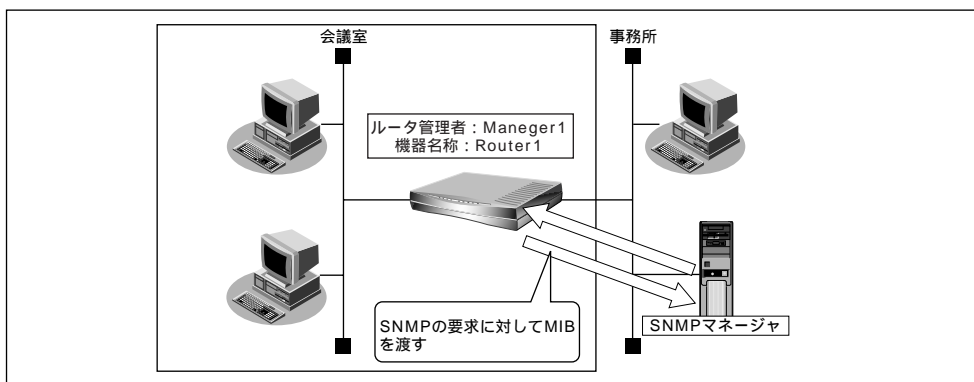 会議室
事務所
ルータ管理者：Maneger1
機器名称：Router1
SNMPの要求に対してMIB
を渡す
SNMPマネージャ